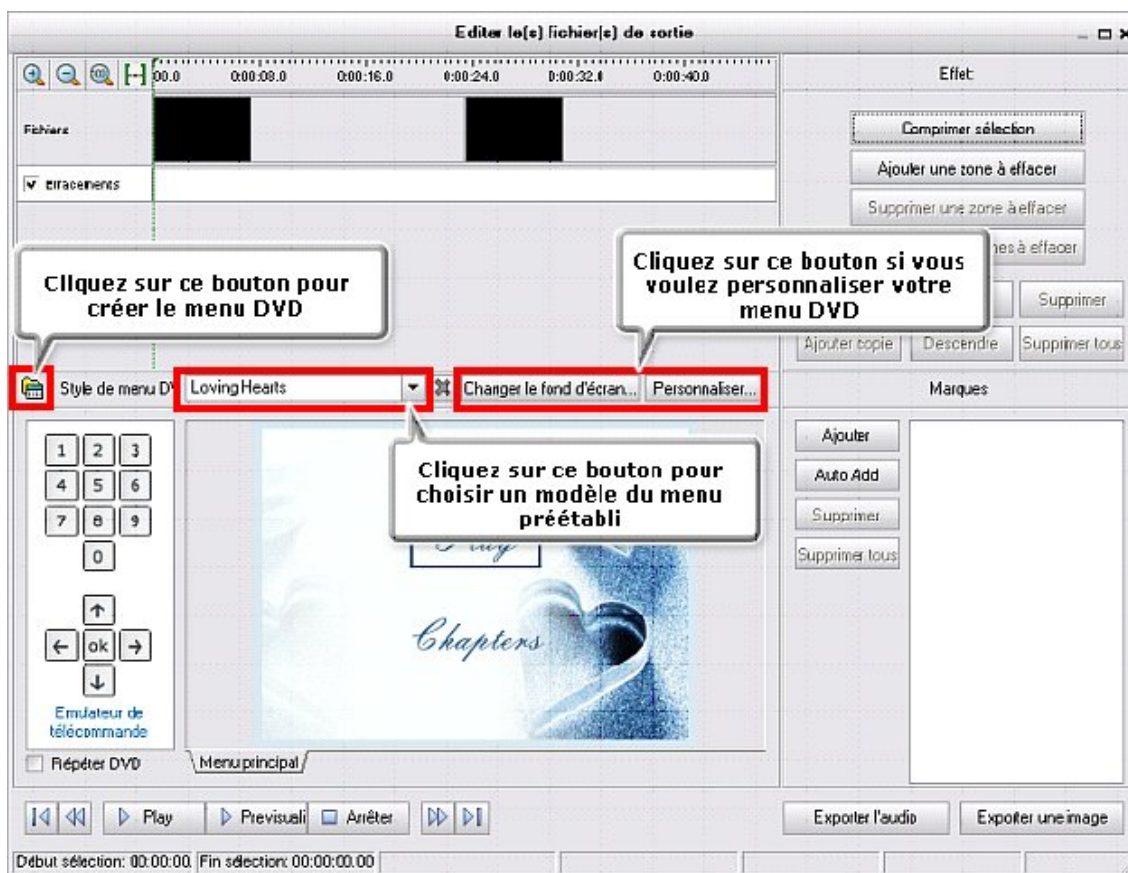 Editer le(s) fichier(s) de sortie
00.0 0:00:08.0 0:00:16.0 0:00:24.0 0:00:32.0 0:00:40.0
Effet:
Fichiers
Comprimer sélection
Ajouter une zone à effacer
Effacements
Supprimer une zone à effacer
à effacer
Cliquez sur ce bouton pour
créer le menu DVD
Cliquez sur ce bouton si vous
voulez personnaliser votre
menu DVD
Supprimer
Ajouter copie Descendre Supprimer tous
Style de menu D LovingHearts Changer le fond d'écran... Personnaliser...
Marques
1 2 3
4 5 6
7 8 9
0
ok
Emulateur de
télécommande
Répéter DVD
Cliquez sur ce bouton pour
choisir un modèle du menu
préétabli
Play
Chapters
Menu principal
Ajouter
Auto Add
Supprimer
Supprimer tous
Play Previsuali Arrêter
Exporter l'audio Exporter une image
Début sélection: 00:00:00. Fin sélection: 00:00:00.00